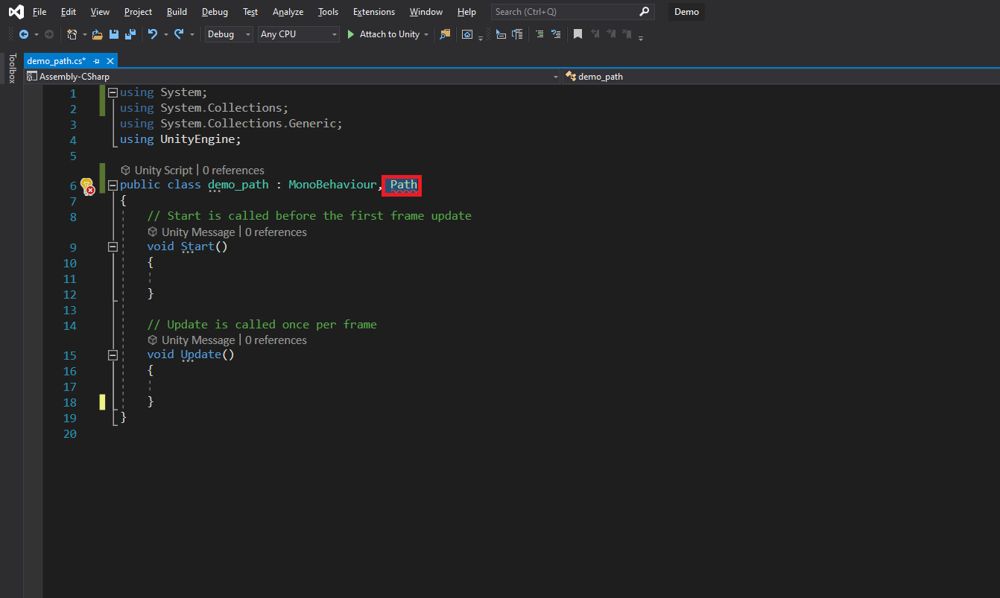 File Edit View Project Build Debug Test Analyze Tools Extensions Window Help Search (Ctrl+Q) Demo
Debug Any CPU Attach to Unity
Toolbox
demo_path.cs*
Assembly-CSharp demo_path
1 using System;
2 using System.Collections;
3 using System.Collections.Generic;
4 using UnityEngine;
5
Unity Script | 0 references
6 public class demo_path : MonoBehaviour, Path
7 {
8 // Start is called before the first frame update
Unity Message | 0 references
9 void Start()
10 {
11
12 }
13
14 // Update is called once per frame
Unity Message | 0 references
15 void Update()
16 {
17
18 }
19 }
20